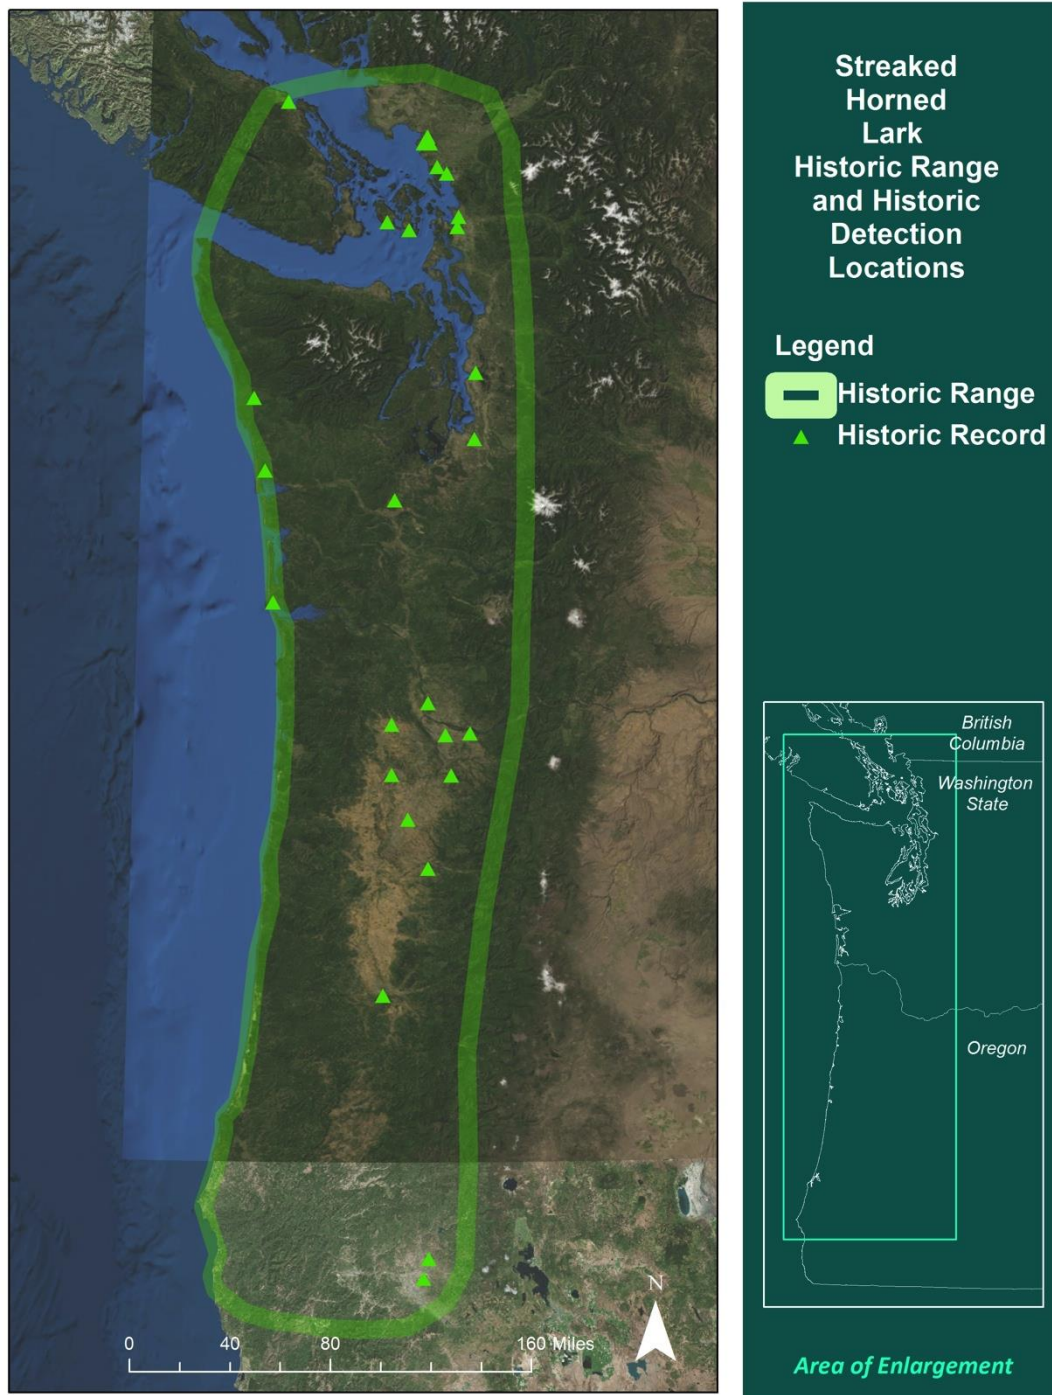 Streaked
Horned
Lark
Historic Range
and Historic
Detection
Locations
Legend
Historic Range
Historic Record
British
Columbia
Washington
State
Oregon
Area of Enlargement
N
0 40 80 160 Miles